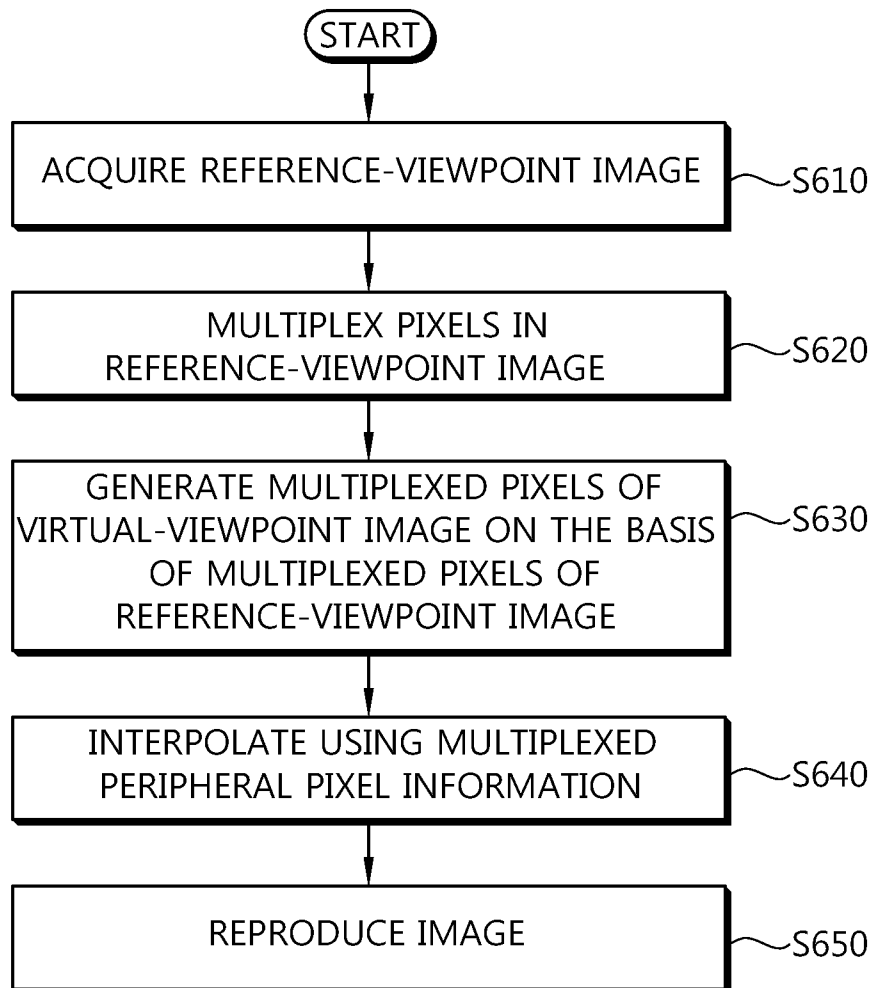 START
ACQUIRE REFERENCE-VIEWPOINT IMAGE
S610
MULTIPLEX PIXELS IN
REFERENCE-VIEWPOINT IMAGE
S620
GENERATE MULTIPLEXED PIXELS OF
VIRTUAL-VIEWPOINT IMAGE ON THE BASIS
OF MULTIPLEXED PIXELS OF
REFERENCE-VIEWPOINT IMAGE
S630
INTERPOLATE USING MULTIPLEXED
PERIPHERAL PIXEL INFORMATION
S640
REPRODUCE IMAGE
S650